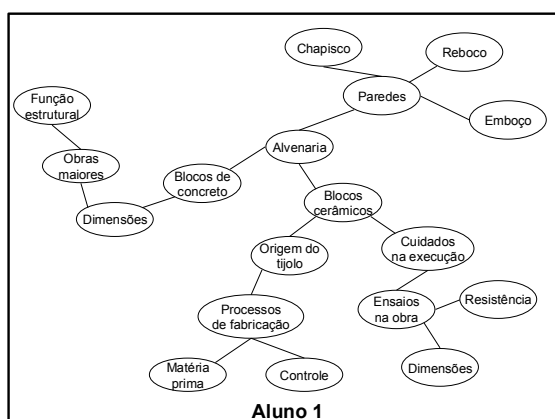 Chapisco
Reboco
Paredes
Emboço
Função
estrutural
Obras
maiores
Dimensões
Blocos de
concreto
Alvenaria
Blocos
cerâmicos
Origem do
tijolo
Cuidados
na execução
Processos
de fabricação
Ensaios
na obra
Resistência
Matéria
prima
Controle
Dimensões
Aluno 1